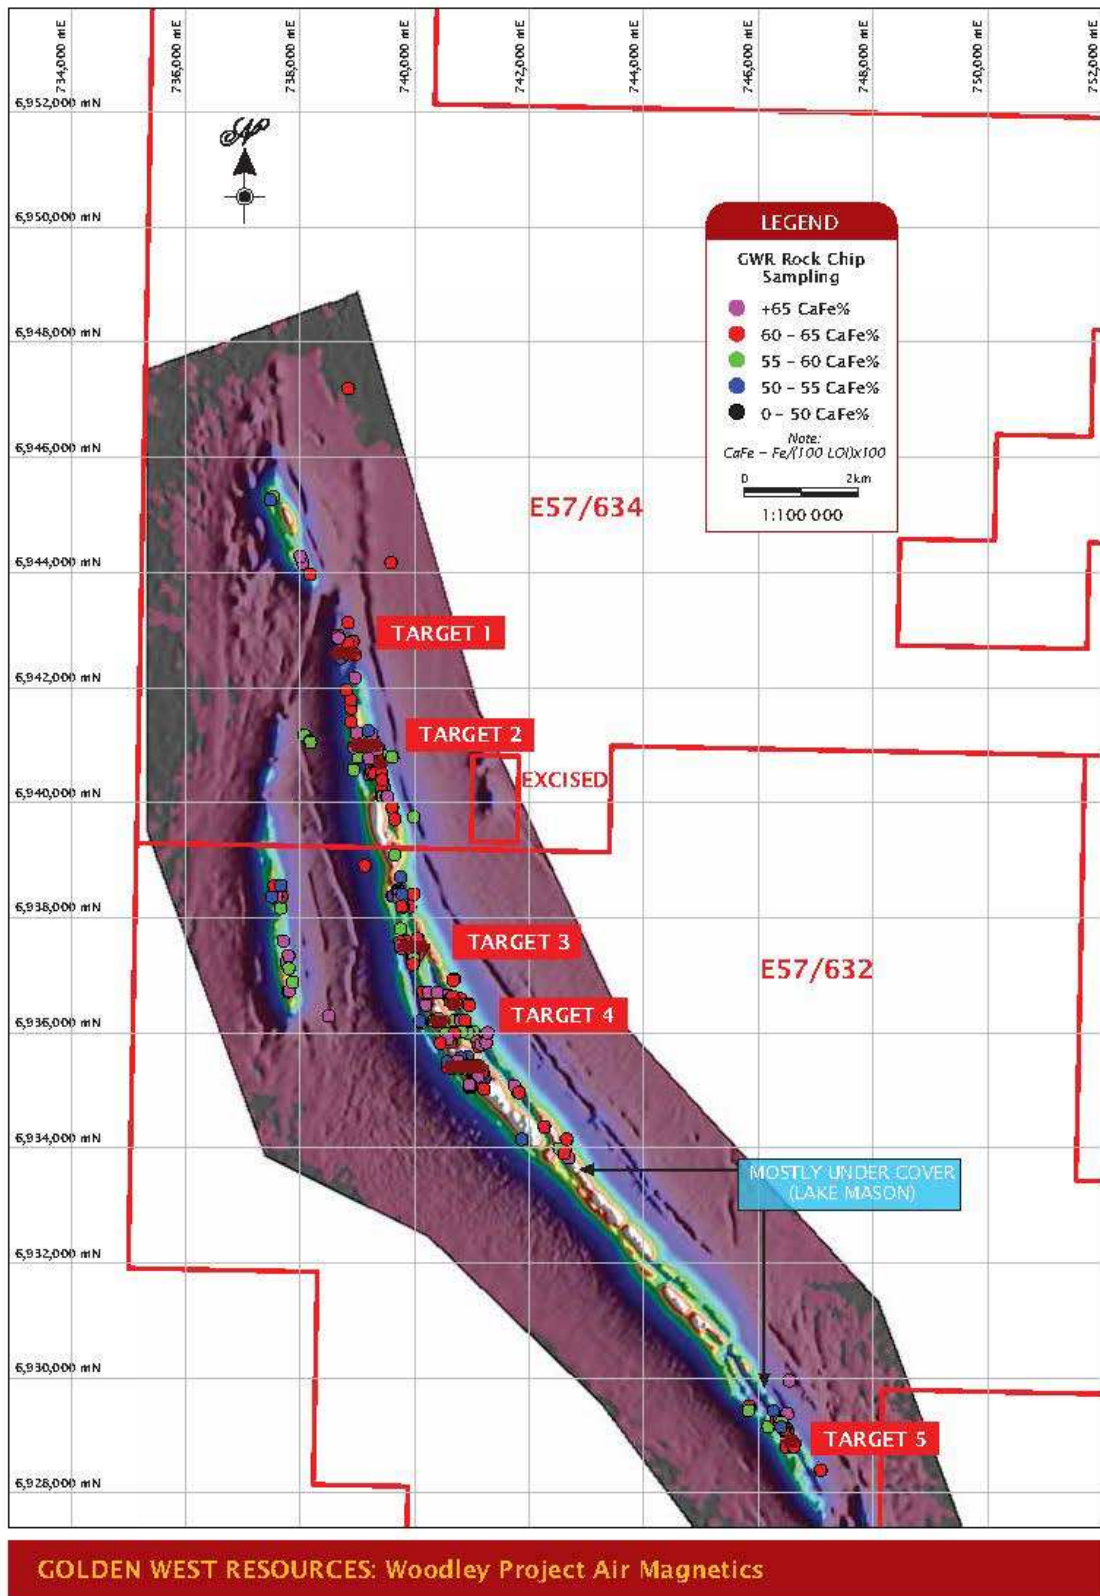 734,000 mE
736,000 mE
738,000 mE
740,000 mE
742,000 mE
744,000 mE
746,000 mE
748,000 mE
750,000 mE
752,000
6,952,000 mN
6,950,000 mN
6,948,000 mN
6,946,000 mN
6,944,000 mN
6,942,000 mN
6,940,000 mN
6,938,000 mN
6,936,000 mN
6,934,000 mN
6,932,000 mN
6,930,000 mN
6,928,000 mN
LEGEND
GWR Rock Chip
Sampling
+65 CaFe%
60 – 65 CaFe%
55 – 60 CaFe%
50 – 55 CaFe%
0 – 50 CaFe%
Note:
CaFe – Fe/(100 LOI)x100
0 2km
1:100 000
E57/634
TARGET 1
TARGET 2
EXCISED
TARGET 3
E57/632
TARGET 4
MOSTLY UNDER COVER
(LAKE MASON)
TARGET 5
GOLDEN WEST RESOURCES: Woodley Project Air Magnetics